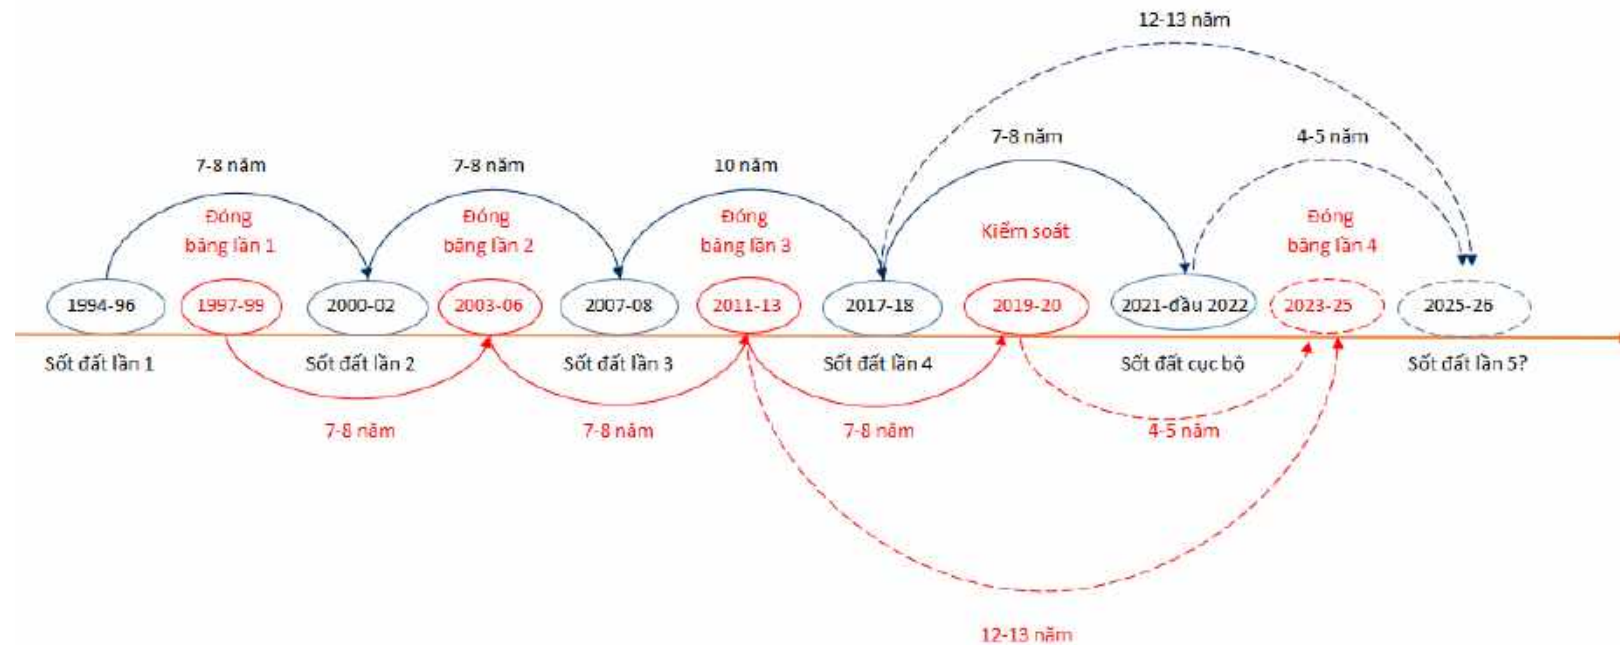 12-13 năm
7-8 năm
4-5 năm
7-8 năm
7-8 năm
10 năm
Đóng
băng lần 1
Đóng
băng lần 2
Đóng
băng lần 3
Kiểm soát
Đóng
băng lần 4
1994-96
1997-99
2000-02
2003-06
2007-08
2011-13
2017-18
2019-20
2021-đầu 2022
2023-25
2025-26
Sốt đất lần 1
Sốt đất lần 2
Sốt đất lần 3
Sốt đất lần 4
Sốt đất cục bộ
Sốt đất lần 5?
7-8 năm
7-8 năm
7-8 năm
4-5 năm
12-13 năm